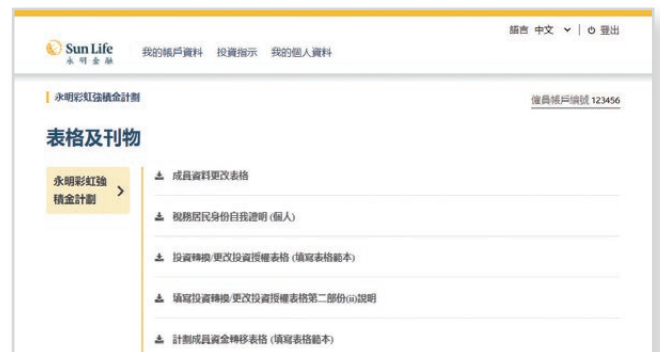 語言 中文 | 登出
Sun Life
永明金融
我的帳戶資料 投資指示 我的個人資料
永明彩虹強積金計劃
僱員帳戶編號 123456
表格及刊物
永明彩虹強
積金計劃
成員資料更改表格
稅務居民身份自我證明 (個人)
投資轉換/更改投資授權表格 (填寫表格範本)
填寫投資轉換/更改投資授權表格第二部份(ii)說明
計劃成員資金轉移表格 (填寫表格範本)